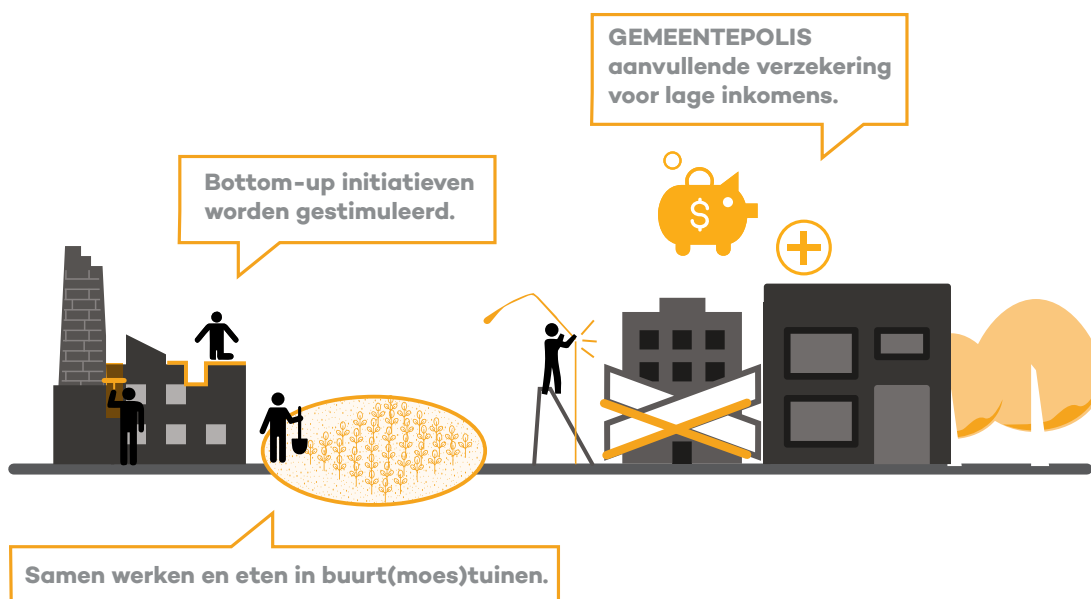 GEMEENTEPOLIS
aanvullende verzekering
voor lage inkomens.
Bottom-up initiatieven
worden gestimuleerd.
$
Samen werken en eten in buurt(moes)tuinen.